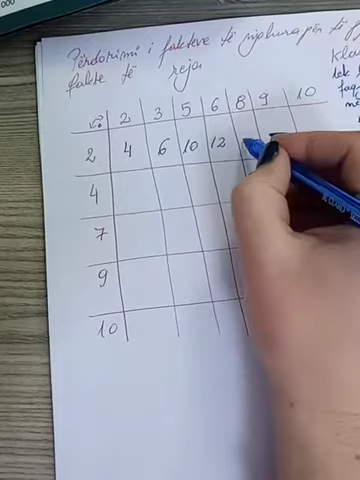 Përdorimi i fakteve të njohura për të
fakte të reja
2 3 5 6 8 9 10
2 4 6 10 12
4
7
9
10